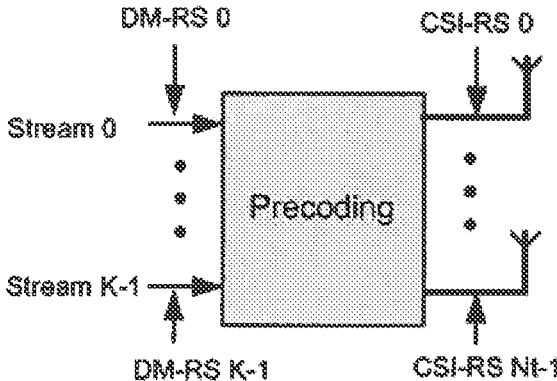 DM-RS 0
CSI-RS 0
Stream 0
Precoding
Stream K-1
DM-RS K-1
CSI-RS Nt-1